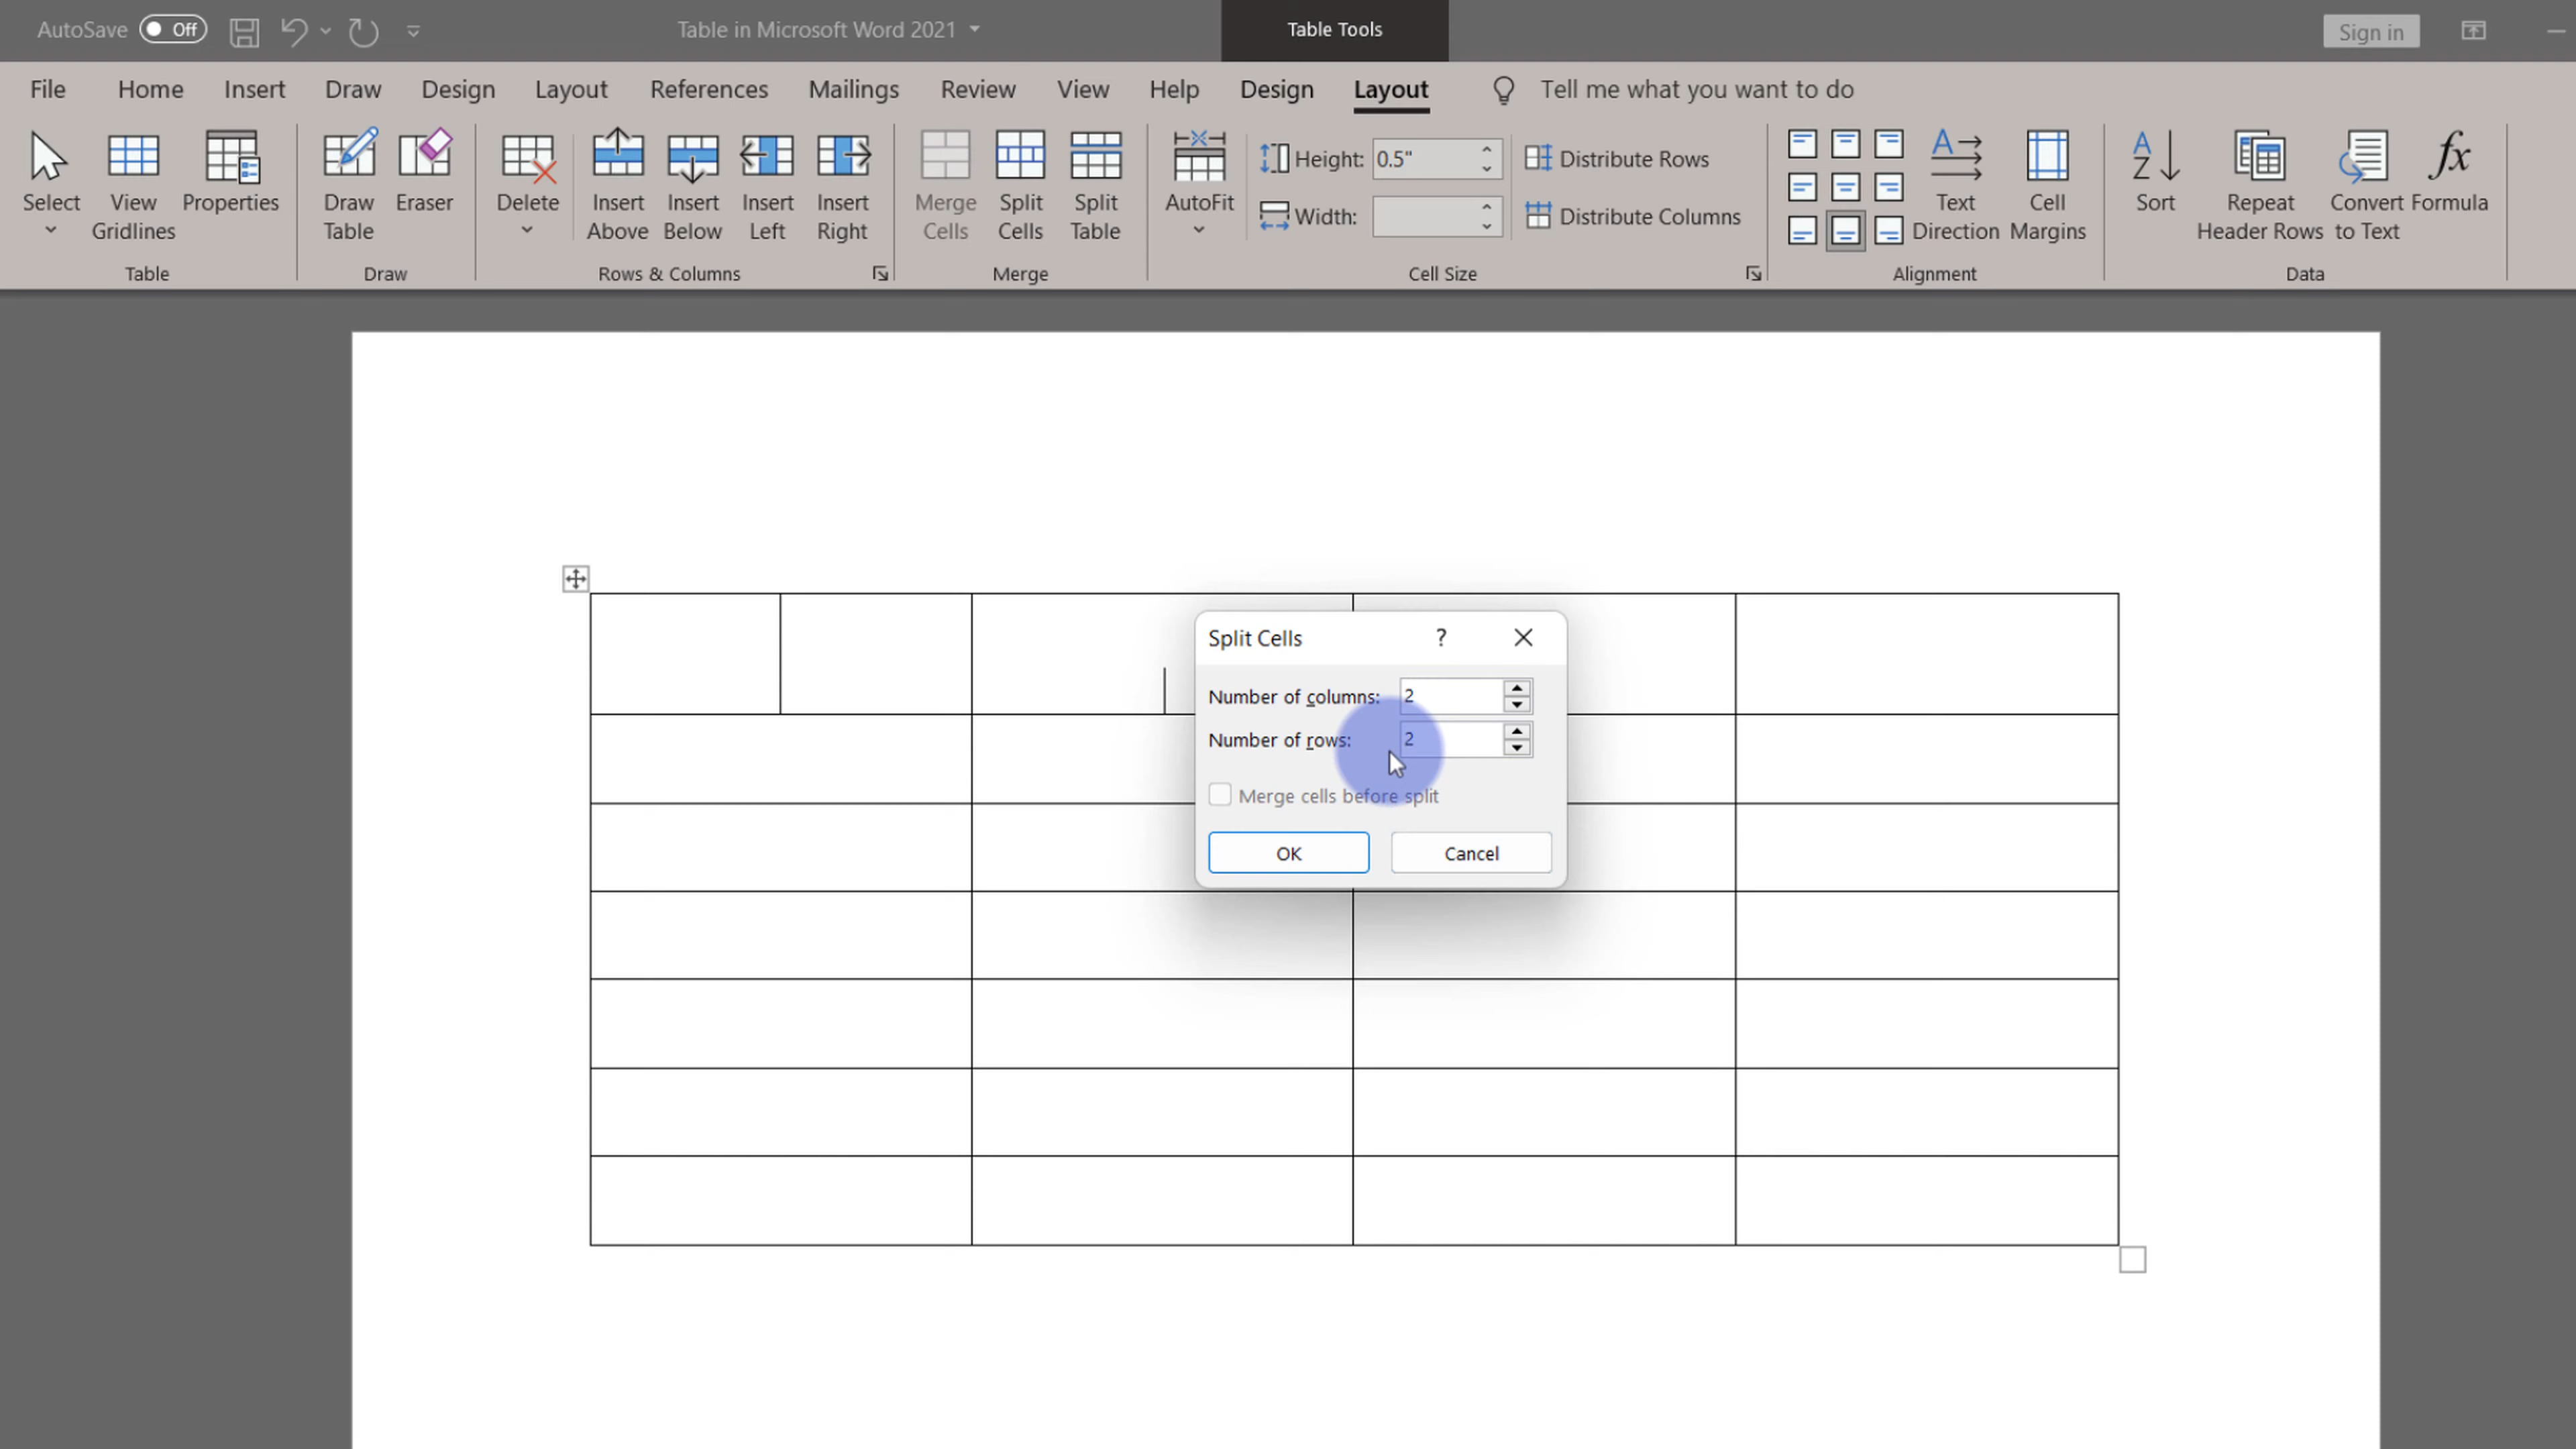 AutoSave Off Table in Microsoft Word 2021 Table Tools Sign in
File Home Insert Draw Design Layout References Mailings Review View Help Design Layout Tell me what you want to do
Select
View
Gridlines
Properties
Table
Draw
Table
Eraser
Draw
Delete
Insert
Above
Insert
Below
Insert
Left
Insert
Right
Rows & Columns
Merge
Cells
Split
Cells
Split
Table
Merge
AutoFit
Height: 0.5"
Width:
Distribute Rows
Distribute Columns
Cell Size
A
Text
Direction
Cell
Margins
Alignment
A
Z
Sort
Repeat
Header Rows
Convert
to Text
fx
Formula
Data
Split Cells ?
Number of columns: 2
Number of rows: 2
Merge cells before split
OK Cancel